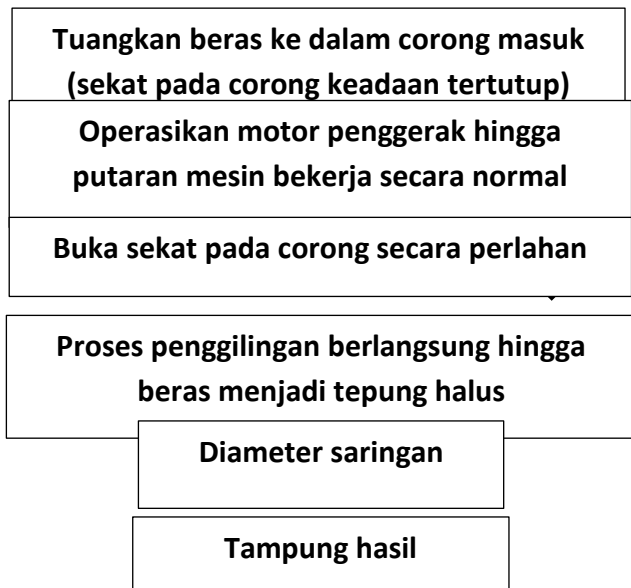 Tuangkan beras ke dalam corong masuk
(sekat pada corong keadaan tertutup)
Operasikan motor penggerak hingga
putaran mesin bekerja secara normal
Buka sekat pada corong secara perlahan
Proses penggilingan berlangsung hingga
beras menjadi tepung halus
Diameter saringan
Tampung hasil